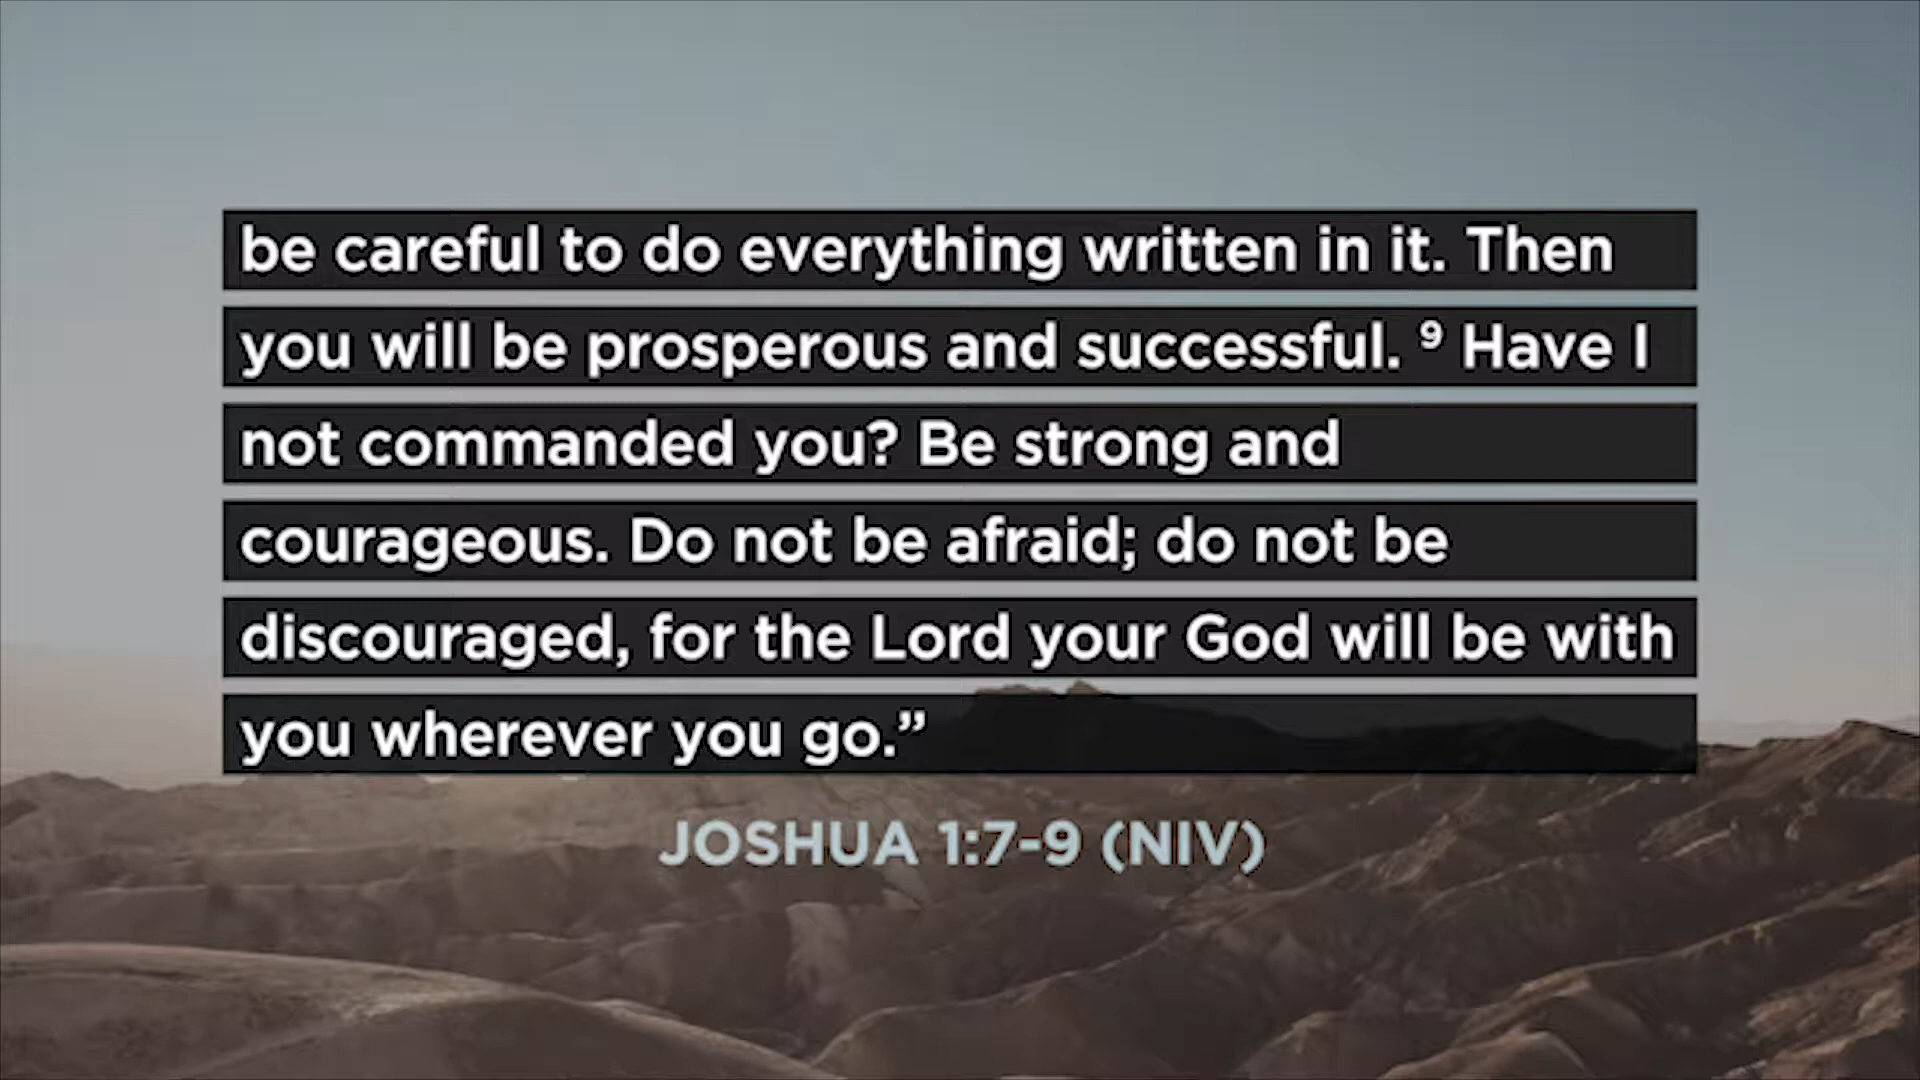 be careful to do everything written in it. Then
you will be prosperous and successful. ⁹ Have I
not commanded you? Be strong and
courageous. Do not be afraid; do not be
discouraged, for the Lord your God will be with
you wherever you go.”
JOSHUA 1:7-9 (NIV)